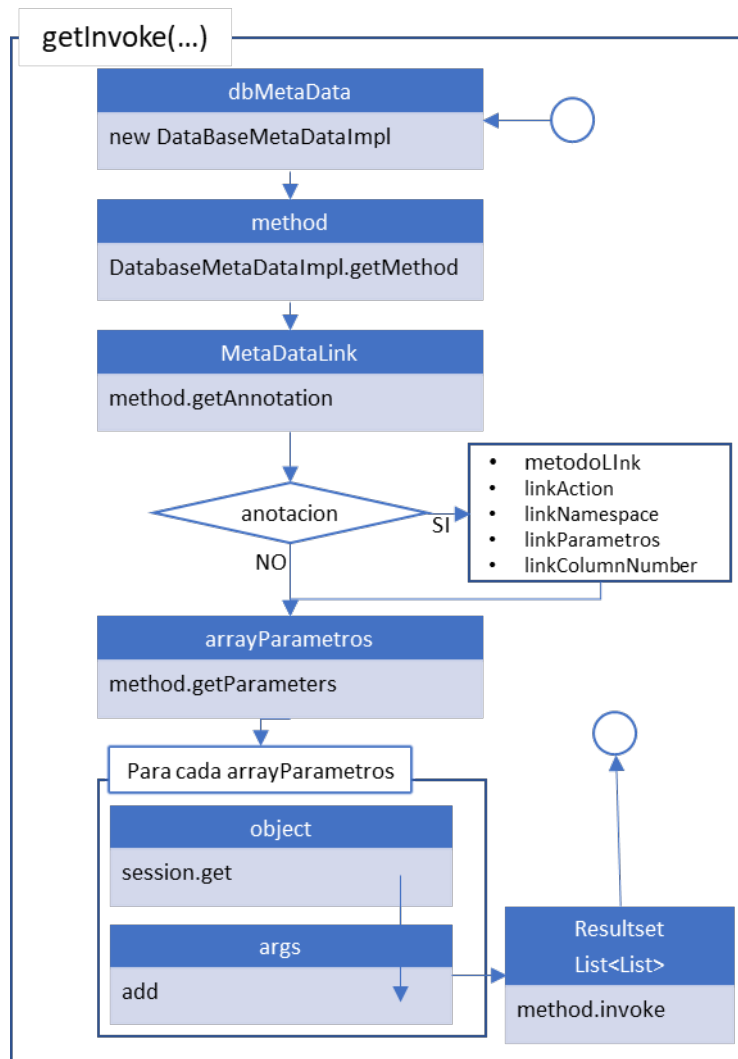 getInvoke(...)
dbMetaData
new DataBaseMetaDataImpl
method
DatabaseMetaDataImpl.getMethod
MetaDataLink
method.getAnnotation
anotacion
SI
NO
• metodoLInk
• linkAction
• linkNamespace
• linkParametros
• linkColumnNumber
arrayParametros
method.getParameters
Para cada arrayParametros
object
session.get
args
add
Resultset
List<List>
method.invoke